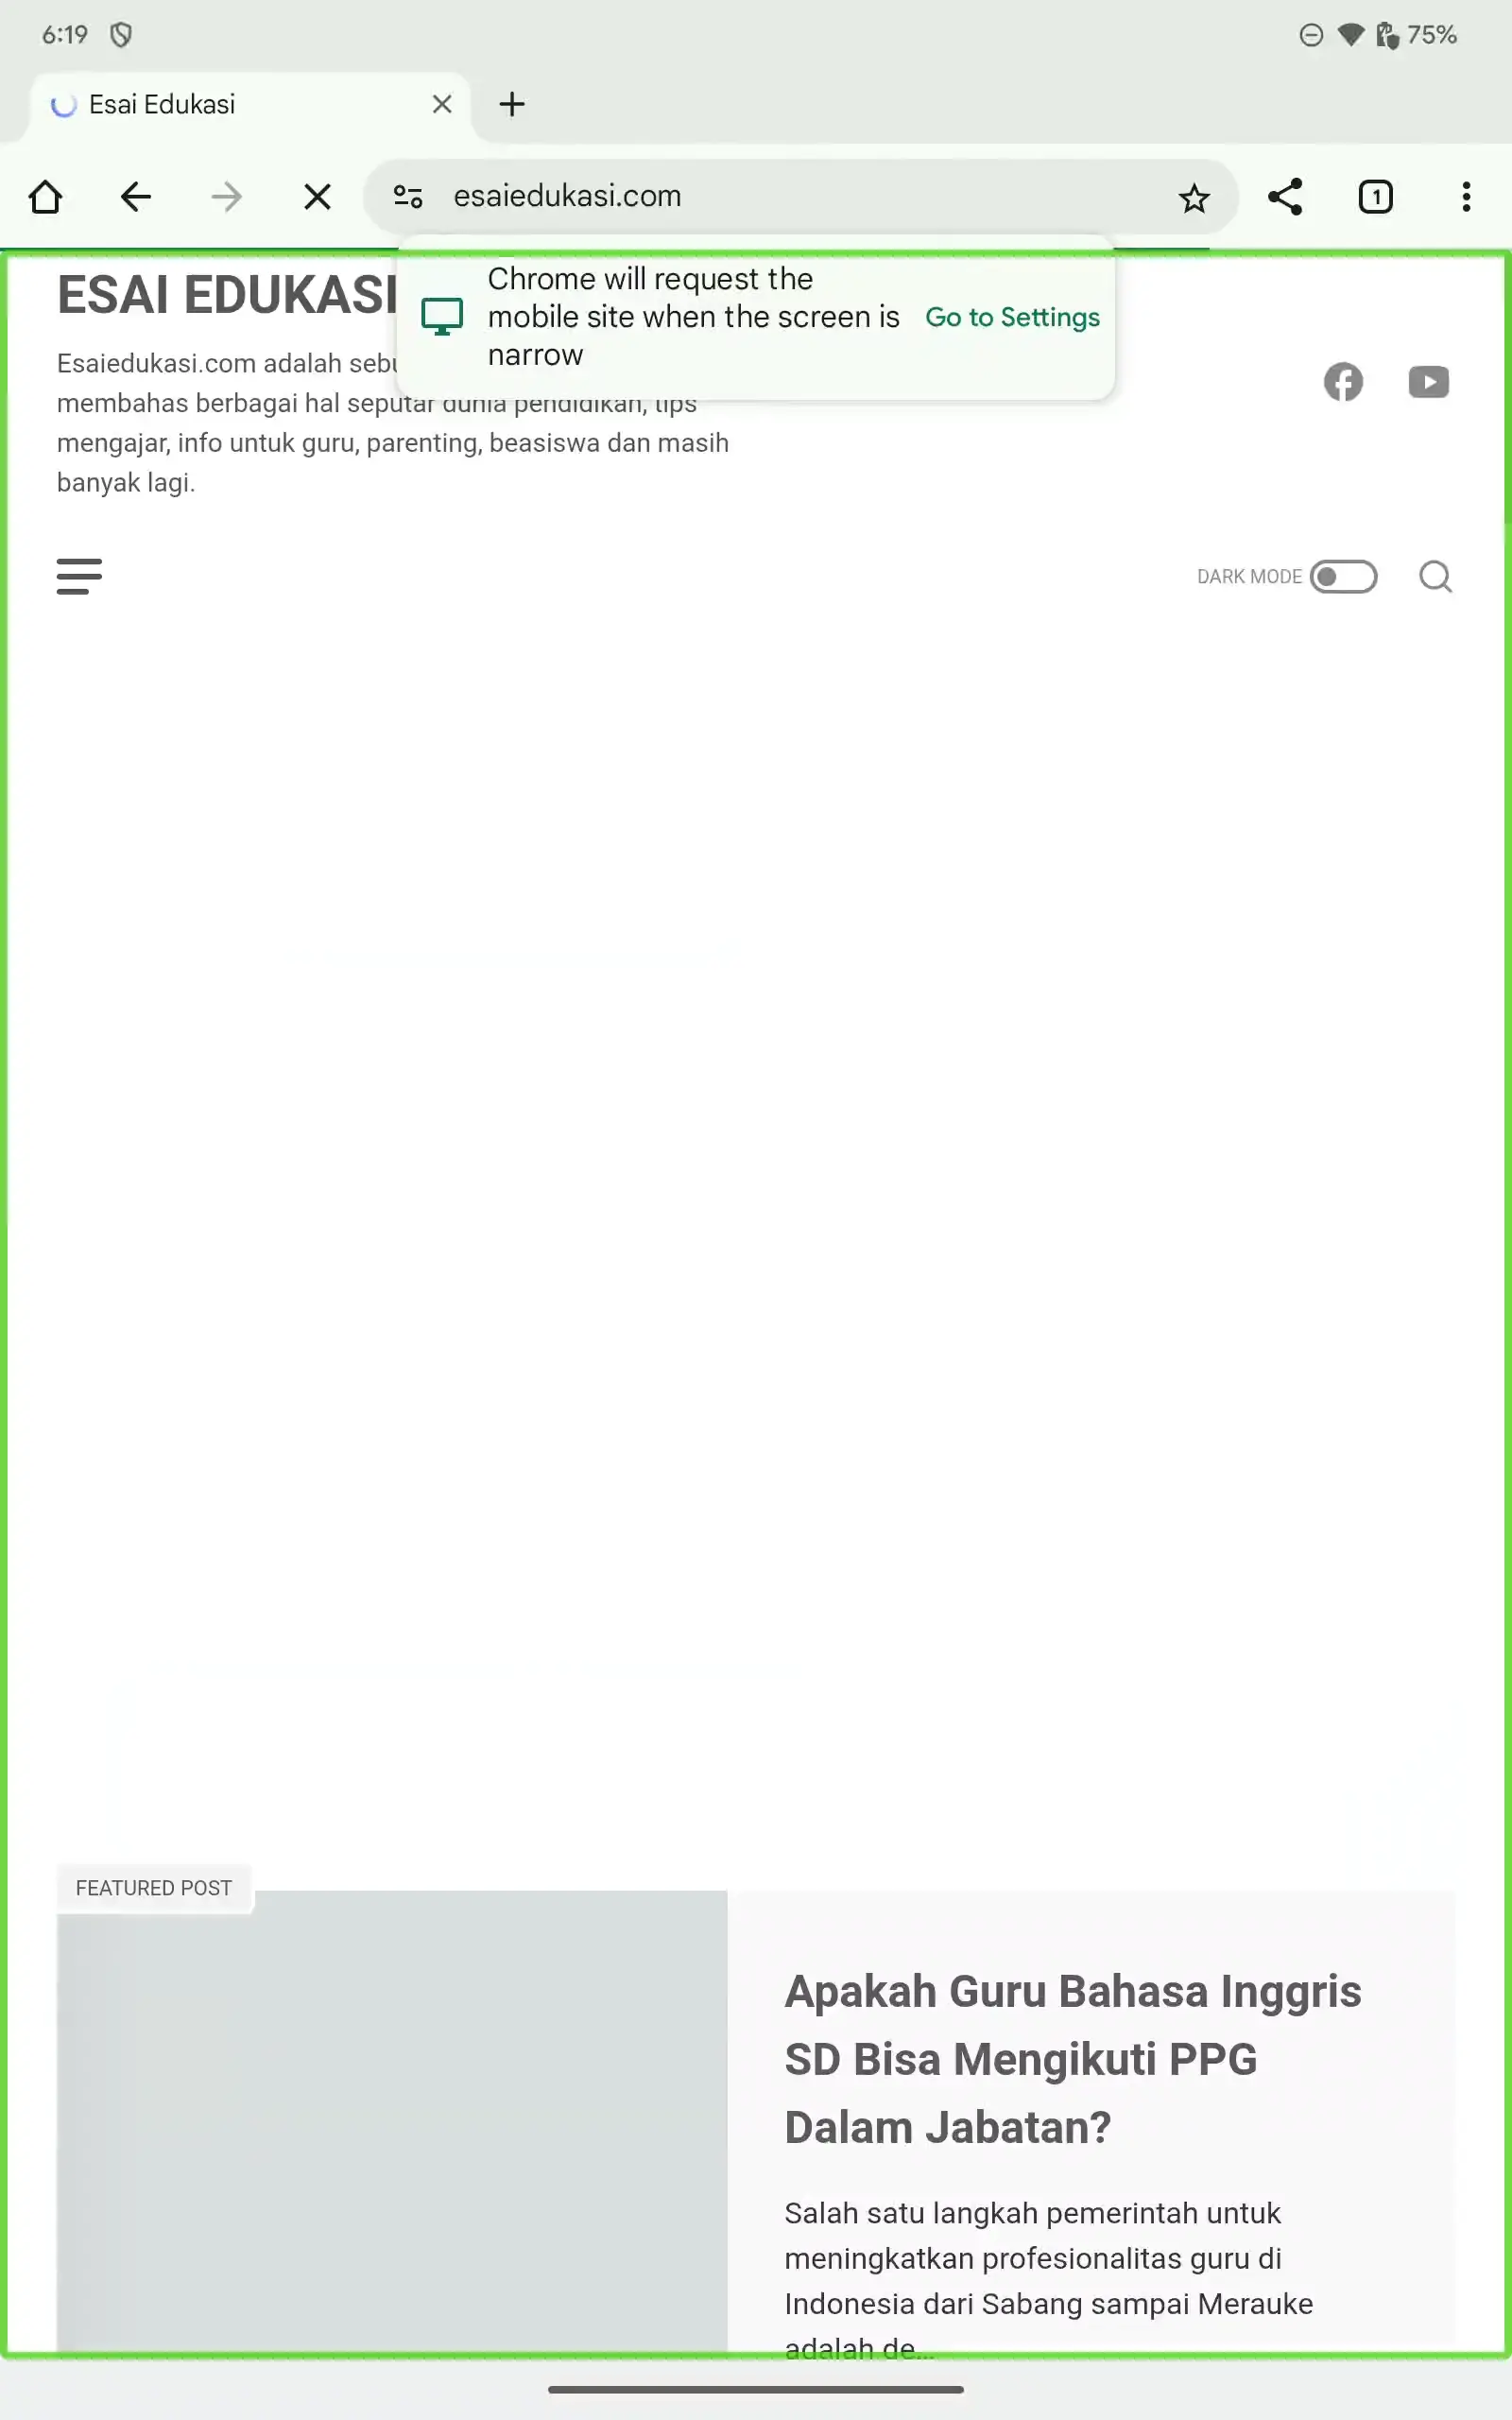 6:19
75%
Esai Edukasi
esaiedukasi.com
1
Chrome will request the
mobile site when the screen is
narrow
Go to Settings
ESAI EDUKASI
Esaiedukasi.com adalah
membahas berbagai hal seputar dunia pendidikan, tips
mengajar, info untuk guru, parenting, beasiswa dan masih
banyak lagi.
DARK MODE
FEATURED POST
Apakah Guru Bahasa Inggris
SD Bisa Mengikuti PPG
Dalam Jabatan?
Salah satu langkah pemerintah untuk
meningkatkan profesionalitas guru di
Indonesia dari Sabang sampai Merauke
adalah de...